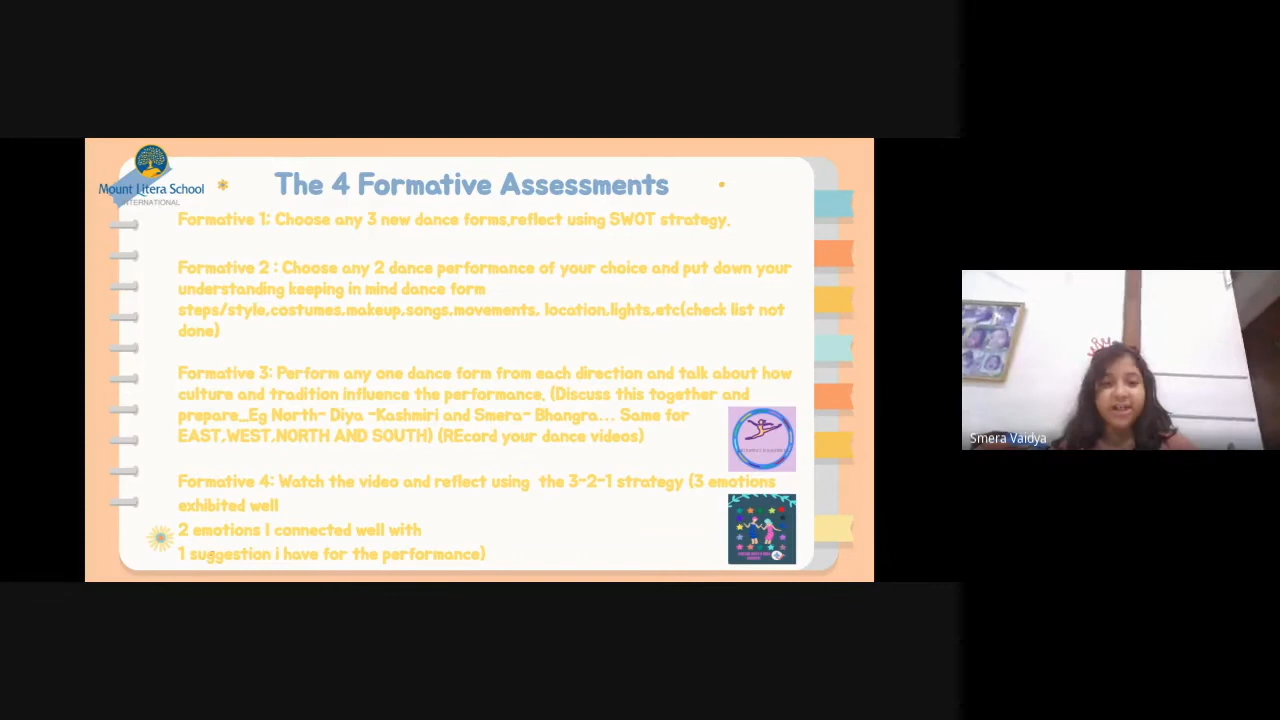 Mount Litera School
INTERNATIONAL
The 4 Formative Assessments
Formative 1: Choose any 3 new dance forms,reflect using SWOT strategy.
Formative 2 : Choose any 2 dance performance of your choice and put down your
understanding keeping in mind dance form
steps/style,costumes,makeup,songs,movements, location,lights,etc(check list not
done)
Formative 3: Perform any one dance form from each direction and talk about how
culture and tradition influence the performance. (Discuss this together and
prepare_Eg North- Diya -Kashmiri and Smera- Bhangra... Same for
EAST,WEST,NORTH AND SOUTH) (REcord your dance videos)
Formative 4: Watch the video and reflect using the 3-2-1 strategy (3 emotions
exhibited well
2 emotions I connected well with
1 suggestion i have for the performance)
Smera Vaidya